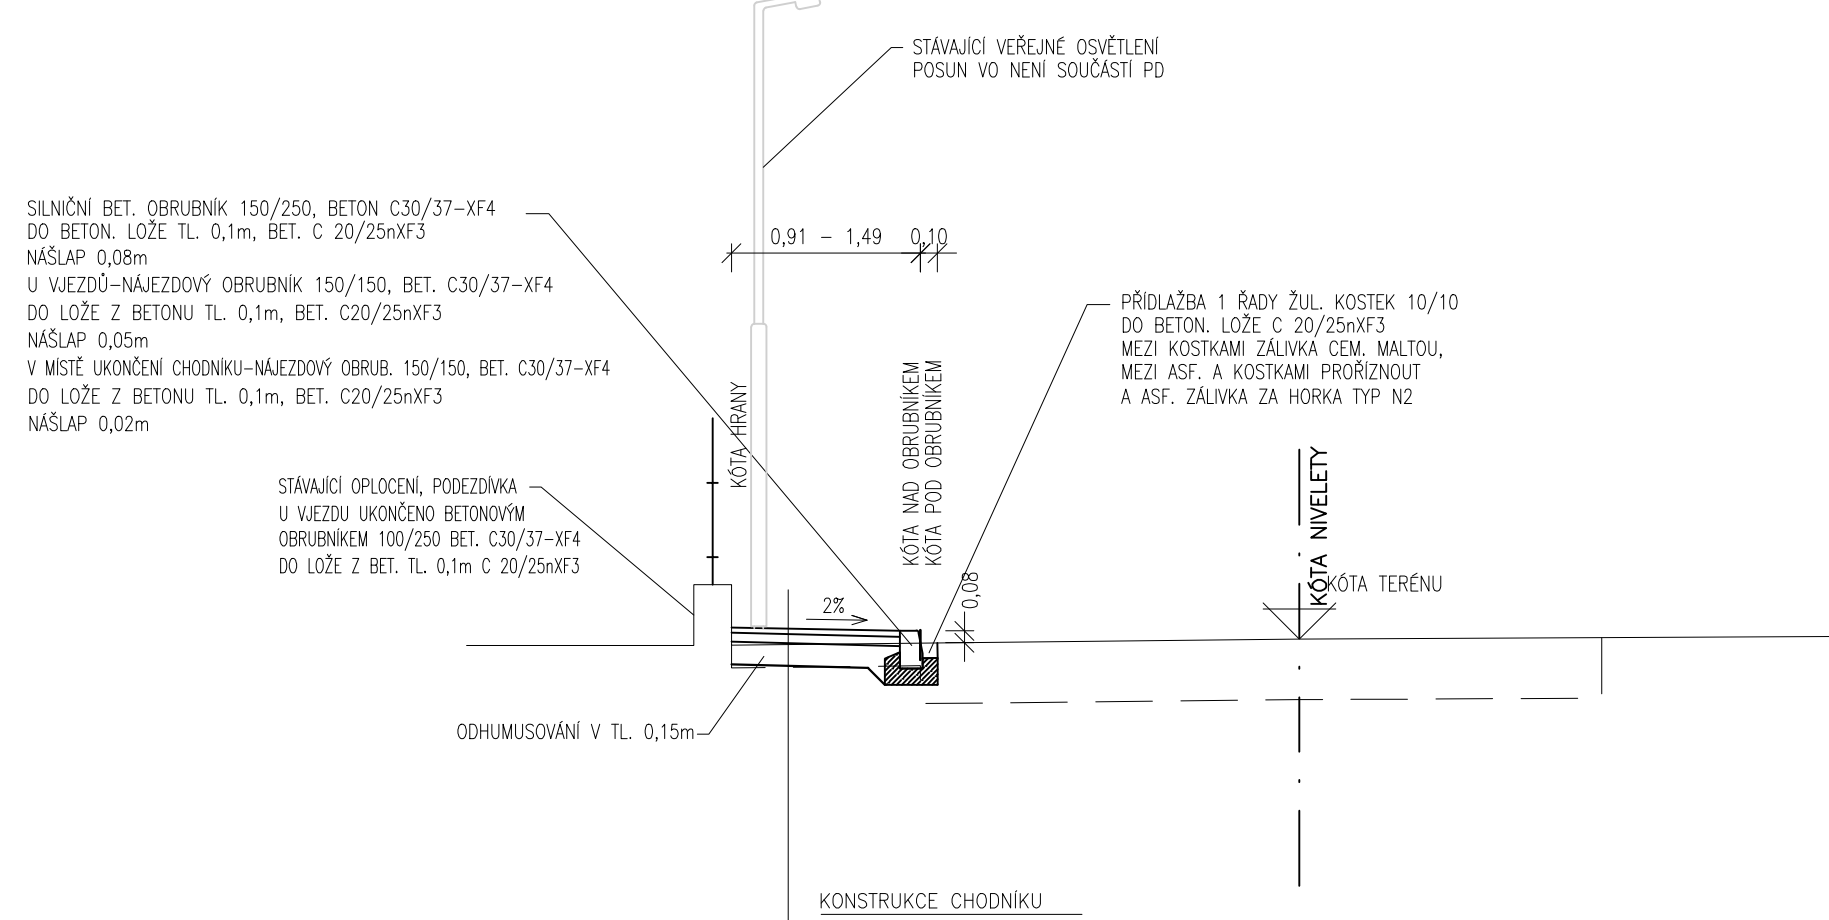 STÁVAJÍCÍ VEŘEJNÉ OSVĚTLENÍ
POSUN VO NENÍ SOUČÁSTÍ PD
SILNIČNÍ BET. OBRUBNÍK 150/250, BETON C30/37-XF4
DO BETON. LOŽE TL. 0,1m, BET. C 20/25nXF3
NÁŠLAP 0,08m
U VJEZDŮ-NÁJEZDOVÝ OBRUBNÍK 150/150, BET. C30/37-XF4
DO LOŽE Z BETONU TL. 0,1m, BET. C20/25nXF3
NÁŠLAP 0,05m
V MÍSTĚ UKONČENÍ CHODNÍKU-NÁJEZDOVÝ OBRUB. 150/150, BET. C30/37-XF4
DO LOŽE Z BETONU TL. 0,1m, BET. C20/25nXF3
NÁŠLAP 0,02m
0,91 - 1,49
0,10
PŘÍDLAŽBA 1 ŘADY ŽUL. KOSTEK 10/10
DO BETON. LOŽE C 20/25nXF3
MEZI KOSTKAMI ZÁLIVKA CEM. MALTOU,
MEZI ASF. A KOSTKAMI PROŘÍZNOUT
A ASF. ZÁLIVKA ZA HORKA TYP N2
KÓTA HRANY
KÓTA NAD OBRUBNÍKEM
KÓTA POD OBRUBNÍKEM
KÓTA NIVELETY
STÁVAJÍCÍ OPLOCENÍ, PODEZDÍVKA
U VJEZDU UKONČENO BETONOVÝM
OBRUBNÍKEM 100/250 BET. C30/37-XF4
DO LOŽE Z BET. TL. 0,1m C 20/25nXF3
0,08
KÓTA TERÉNU
2%
ODHUMUSOVÁNÍ V TL. 0,15m
KONSTRUKCE CHODNÍKU